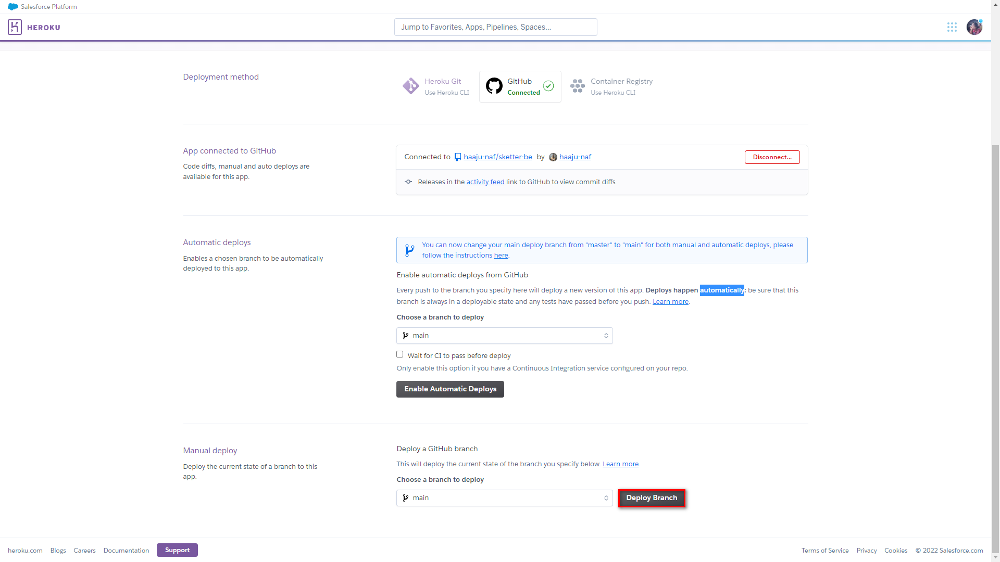 Salesforce Platform
HEROKU
Jump to Favorites, Apps, Pipelines, Spaces...
Deployment method
Heroku Git
Use Heroku CLI
GitHub
Connected
Container Registry
Use Heroku CLI
App connected to GitHub
Code diffs, manual and auto deploys are
available for this app.
Connected to haaju-naf/sketter-be by haaju-naf
Disconnect...
Releases in the activity feed link to GitHub to view commit diffs
Automatic deploys
Enables a chosen branch to be automatically
deployed to this app.
You can now change your main deploy branch from "master" to "main" for both manual and automatic deploys, please
follow the instructions here.
Enable automatic deploys from GitHub
Every push to the branch you specify here will deploy a new version of this app. Deploys happen automatically: be sure that this
branch is always in a deployable state and any tests have passed before you push. Learn more.
Choose a branch to deploy
main
Wait for CI to pass before deploy
Only enable this option if you have a Continuous Integration service configured on your repo.
Enable Automatic Deploys
Manual deploy
Deploy the current state of a branch to this
app.
Deploy a GitHub branch
This will deploy the current state of the branch you specify below. Learn more.
Choose a branch to deploy
main
Deploy Branch
heroku.com Blogs Careers Documentation Support
Terms of Service Privacy Cookies © 2022 Salesforce.com